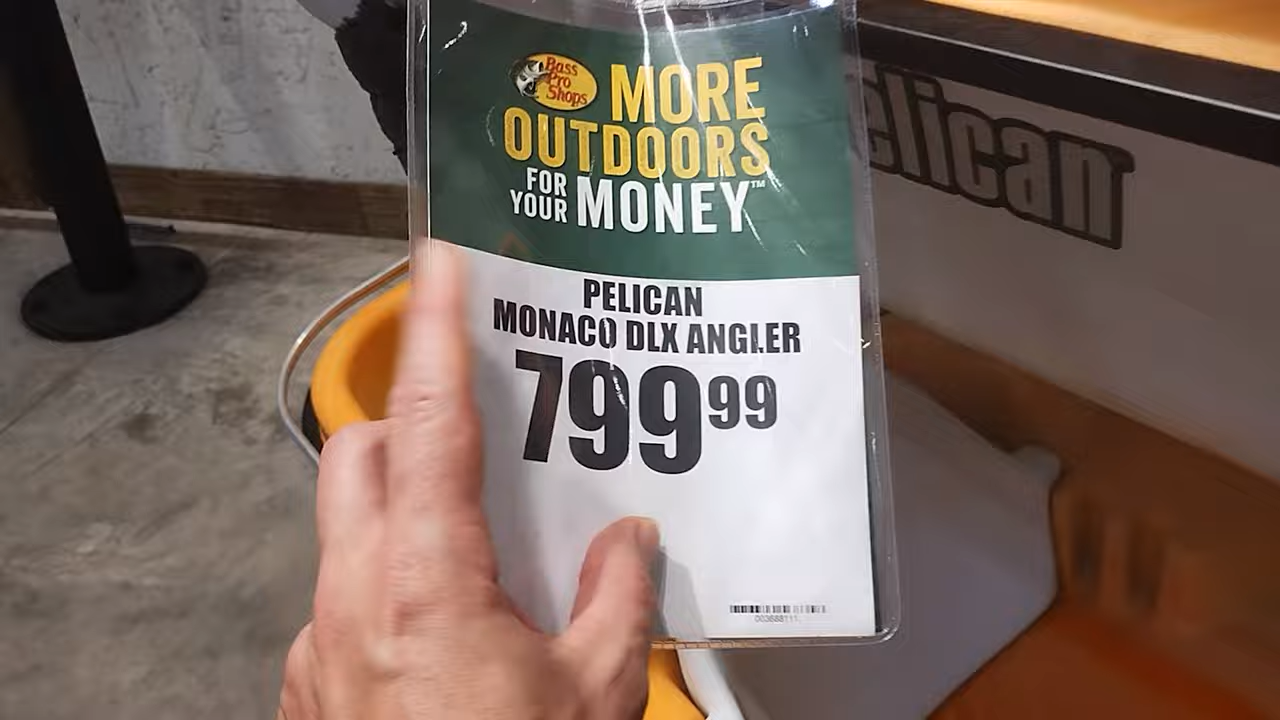 Bass
Pro
Shops
MORE
OUTDOORS
FOR
YOUR
MONEY™
elican
PELICAN
MONACO DLX ANGLER
799 99